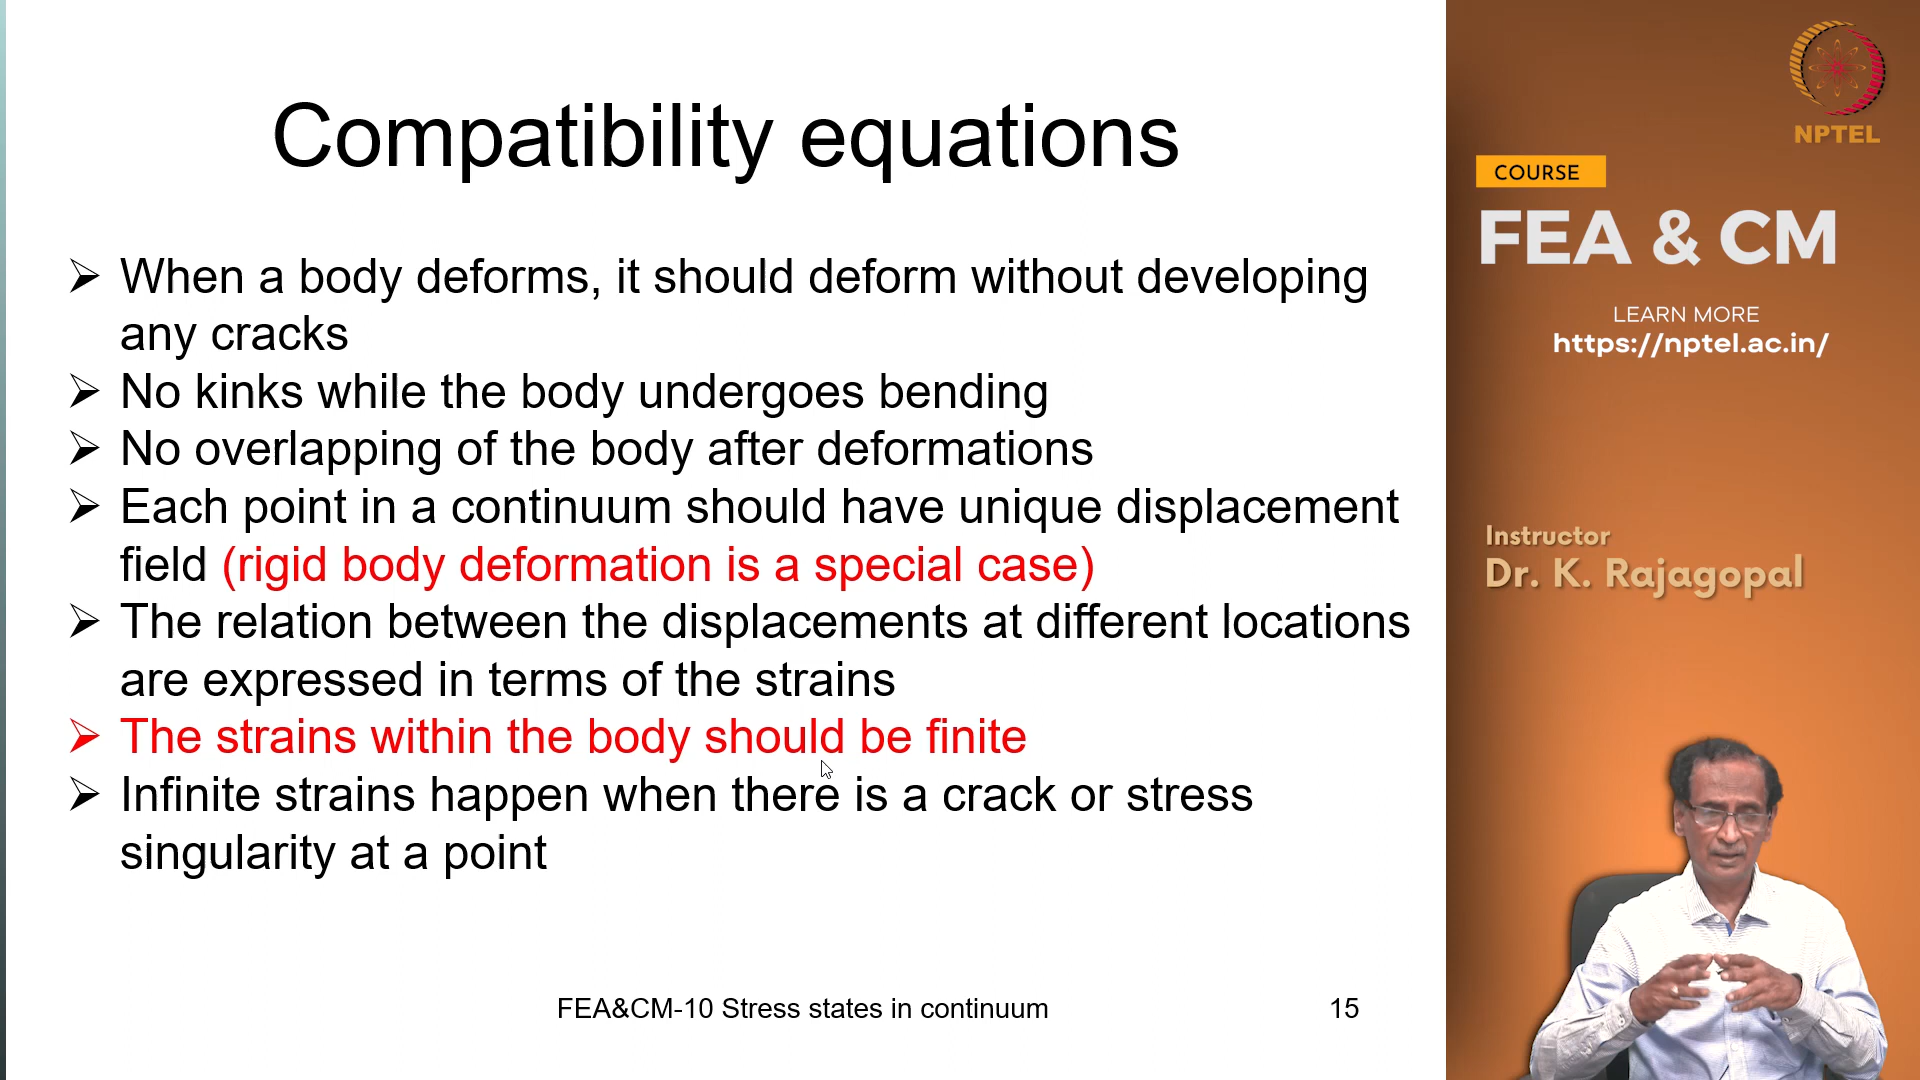 Compatibility equations
➢ When a body deforms, it should deform without developing
any cracks
➢ No kinks while the body undergoes bending
➢ No overlapping of the body after deformations
➢ Each point in a continuum should have unique displacement
field (rigid body deformation is a special case)
➢ The relation between the displacements at different locations
are expressed in terms of the strains
➢ The strains within the body should be finite
➢ Infinite strains happen when there is a crack or stress
singularity at a point
FEA&CM-10 Stress states in continuum
15
NPTEL
COURSE
FEA & CM
LEARN MORE
https://nptel.ac.in/
Instructor
Dr. K. Rajagopal